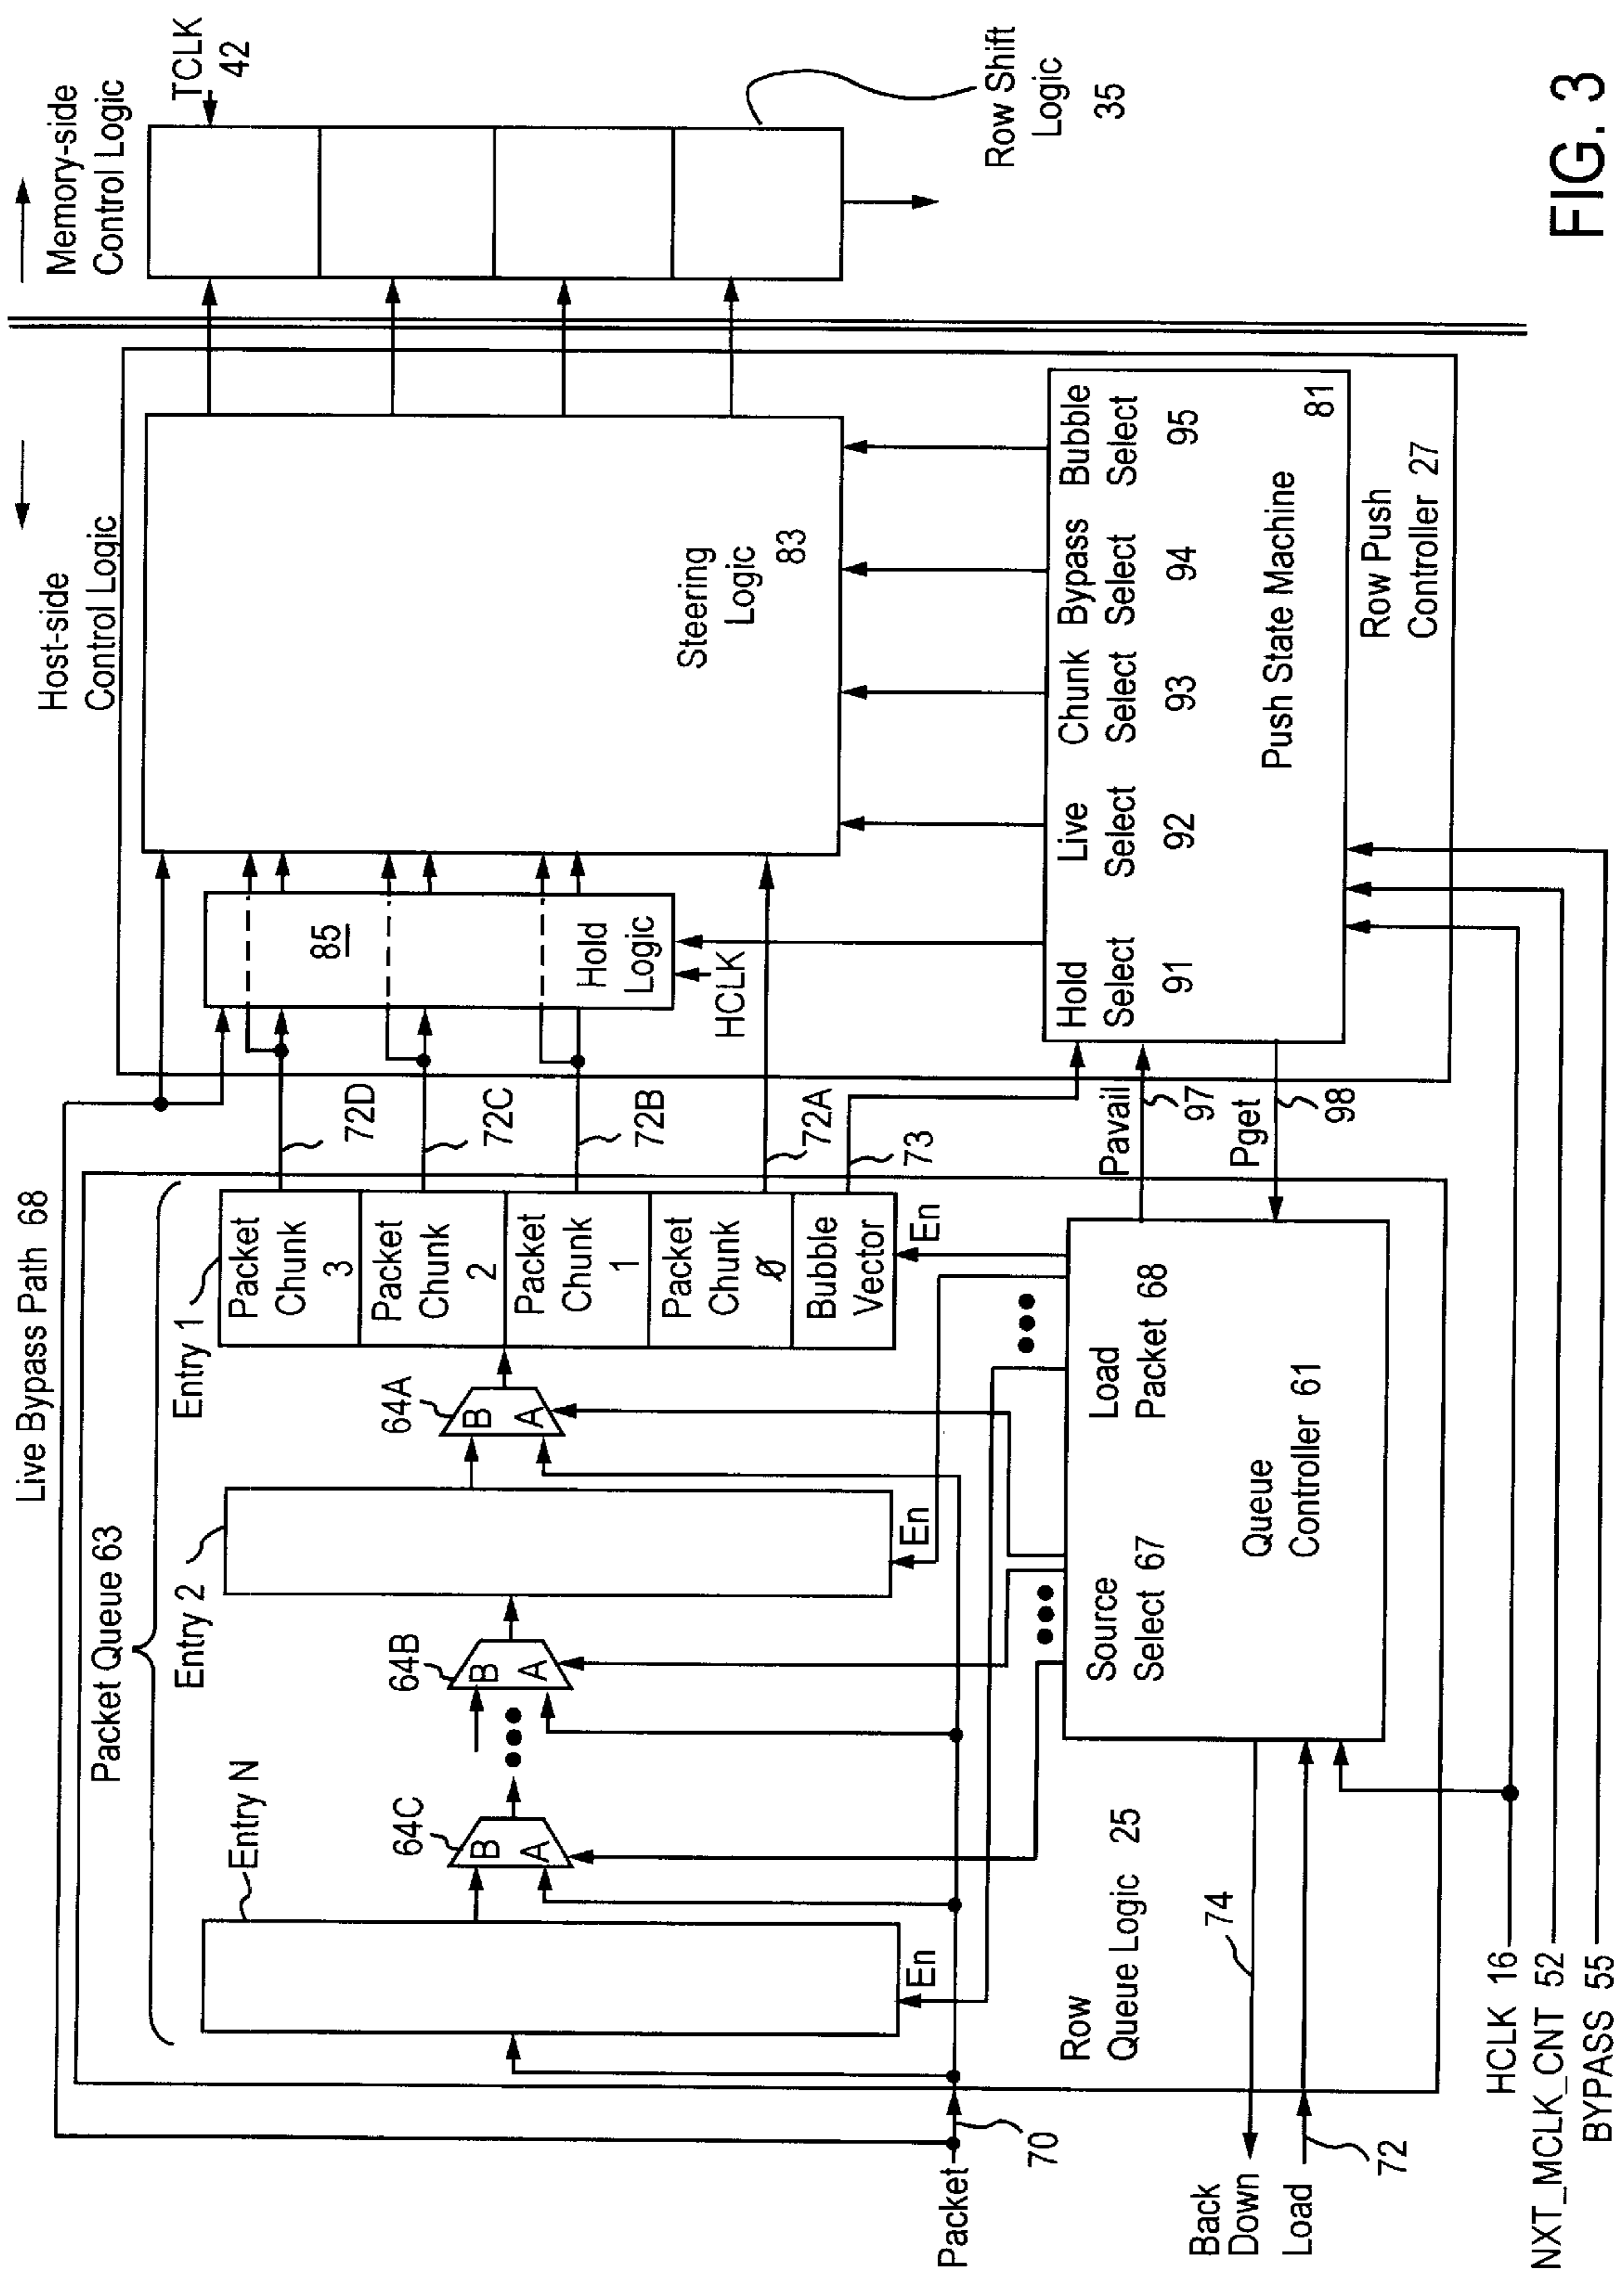 Host-side
Control Logic
Memory-side
Control Logic
Live Bypass Path 68
Packet Queue 63
Entry N
Entry 2
Entry 1
64C
B
A
64B
B
A
64A
B
A
En
En
En
Packet
Chunk
3
Packet
Chunk
2
Packet
Chunk
1
Packet
Chunk
0
Bubble
Vector
72D
72C
72B
72A
73
85
Hold
Logic
HCLK
Steering
Logic
83
TCLK
42
Row Shift
Logic
35
Packet
70
Row
Queue Logic 25
Source
Select 67
Load
Packet 68
Queue
Controller 61
Pavail
97
Pget
98
Hold
Select
91
Live
Select
92
Chunk
Select
93
Bypass
Select
94
Bubble
Select
95
Push State Machine
81
Row Push
Controller 27
Back
Down
74
Load
72
HCLK 16
NXT_MCLK_CNT 52
BYPASS 55
FIG. 3